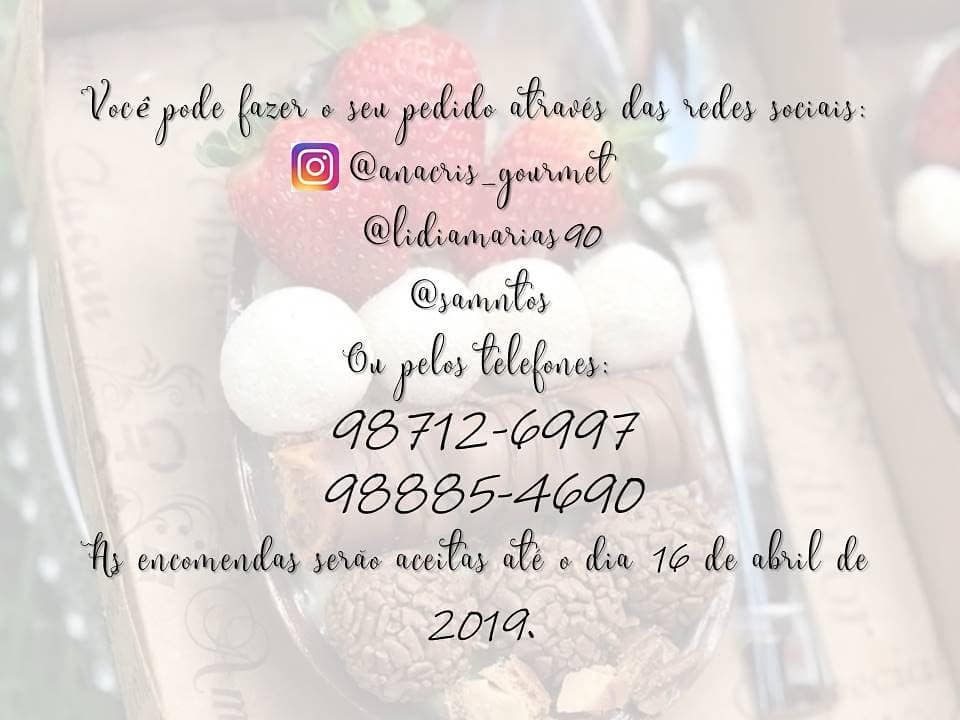 Você pode fazer o seu pedido através das redes sociais:
@anacris_gourmet
@lidiamarias90
@samntos
Ou pelos telefones:
98712-6997
98885-4690
As encomendas serão aceitas até o dia 16 de abril de
2019.